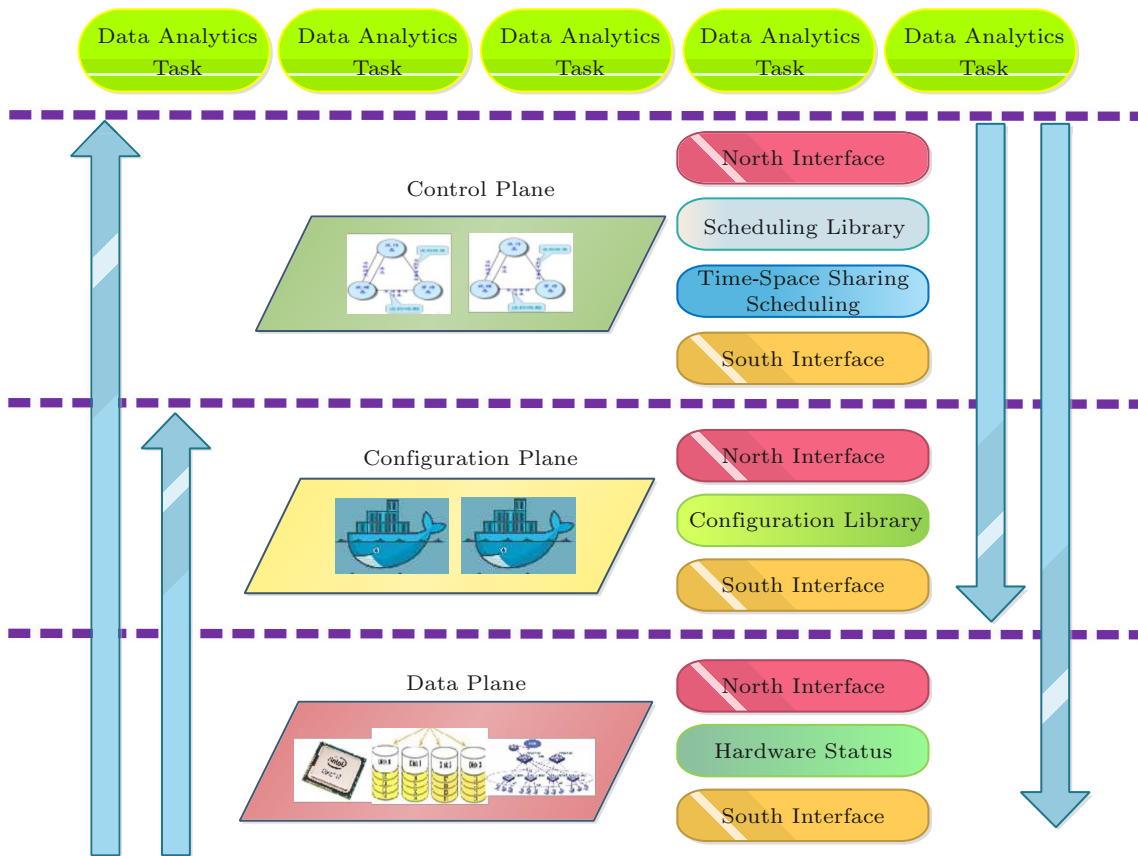 Data Analytics
Task
Data Analytics
Task
Data Analytics
Task
Data Analytics
Task
Data Analytics
Task
Control Plane
North Interface
Scheduling Library
Time-Space Sharing
Scheduling
South Interface
Configuration Plane
North Interface
Configuration Library
South Interface
Data Plane
North Interface
Hardware Status
South Interface
intel